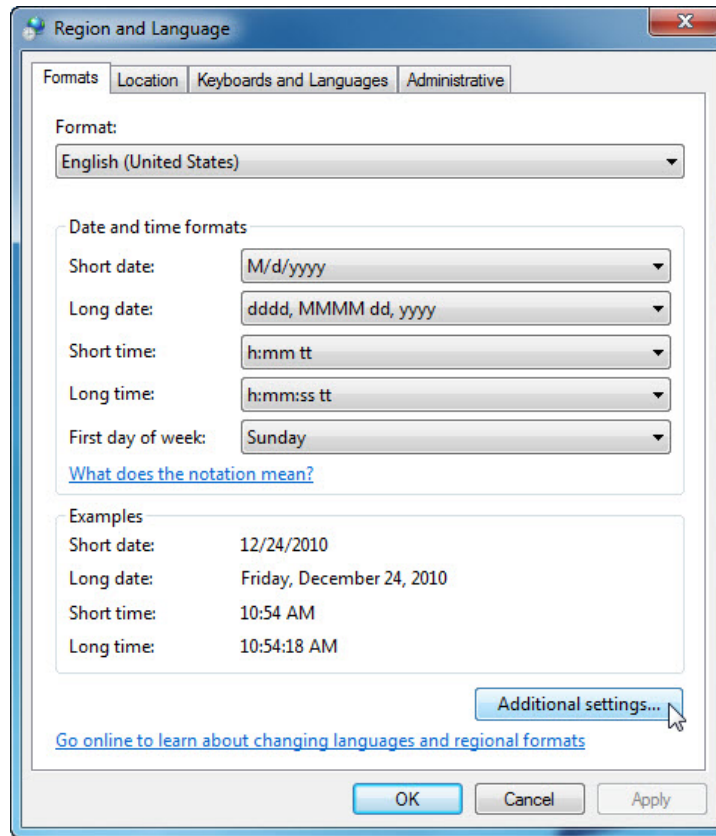 Region and Language
Formats Location Keyboards and Languages Administrative
Format:
English (United States)
Date and time formats
Short date: M/d/yyyy
Long date: dddd, MMMM dd, yyyy
Short time: h:mm tt
Long time: h:mm:ss tt
First day of week: Sunday
What does the notation mean?
Examples
Short date: 12/24/2010
Long date: Friday, December 24, 2010
Short time: 10:54 AM
Long time: 10:54:18 AM
Additional settings...
Go online to learn about changing languages and regional formats
OK Cancel Apply